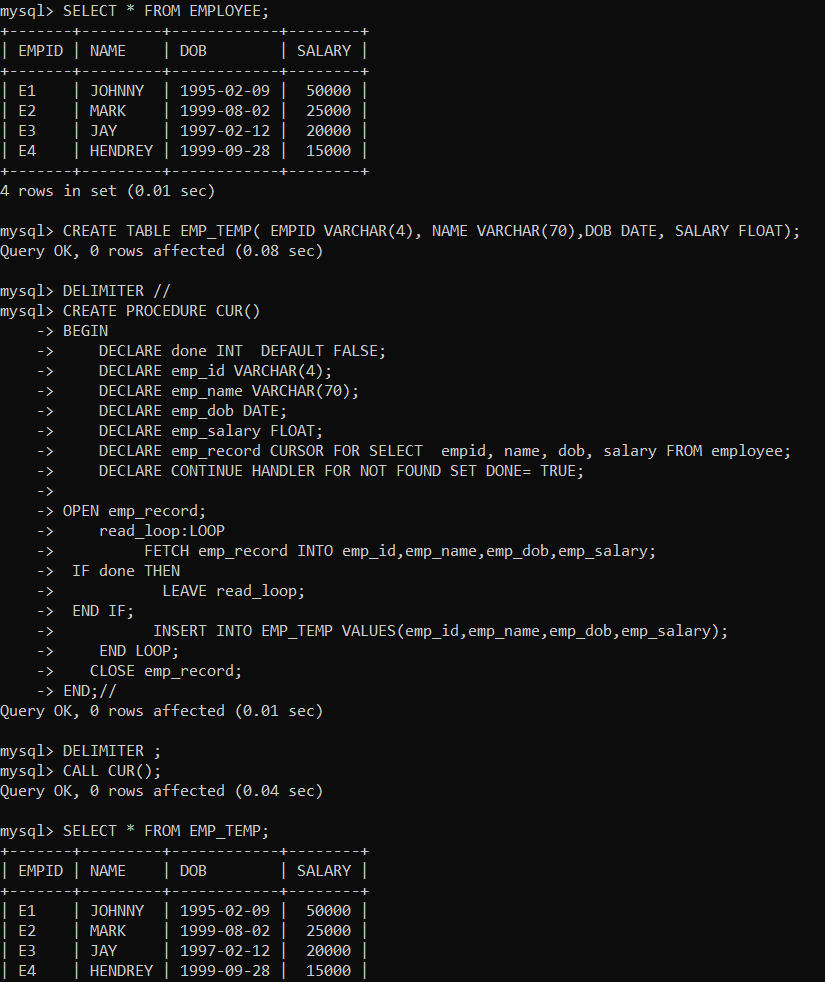 mysql> SELECT * FROM EMPLOYEE;
+-------+---------+------------+--------+
| EMPID | NAME    | DOB        | SALARY |
+-------+---------+------------+--------+
| E1    | JOHNNY  | 1995-02-09 |  50000 |
| E2    | MARK    | 1999-08-02 |  25000 |
| E3    | JAY     | 1997-02-12 |  20000 |
| E4    | HENDREY | 1999-09-28 |  15000 |
+-------+---------+------------+--------+
4 rows in set (0.01 sec)

mysql> CREATE TABLE EMP_TEMP( EMPID VARCHAR(4), NAME VARCHAR(70),DOB DATE, SALARY FLOAT);
Query OK, 0 rows affected (0.08 sec)

mysql> DELIMITER //
mysql> CREATE PROCEDURE CUR()
    -> BEGIN
    ->     DECLARE done INT  DEFAULT FALSE;
    ->     DECLARE emp_id VARCHAR(4);
    ->     DECLARE emp_name VARCHAR(70);
    ->     DECLARE emp_dob DATE;
    ->     DECLARE emp_salary FLOAT;
    ->     DECLARE emp_record CURSOR FOR SELECT  empid, name, dob, salary FROM employee;
    ->     DECLARE CONTINUE HANDLER FOR NOT FOUND SET DONE= TRUE;
    ->
    -> OPEN emp_record;
    ->     read_loop:LOOP
    ->          FETCH emp_record INTO emp_id,emp_name,emp_dob,emp_salary;
    ->  IF done THEN
    ->            LEAVE read_loop;
    ->  END IF;
    ->           INSERT INTO EMP_TEMP VALUES(emp_id,emp_name,emp_dob,emp_salary);
    ->     END LOOP;
    ->    CLOSE emp_record;
    -> END;//
Query OK, 0 rows affected (0.01 sec)

mysql> DELIMITER ;
mysql> CALL CUR();
Query OK, 0 rows affected (0.04 sec)

mysql> SELECT * FROM EMP_TEMP;
+-------+---------+------------+--------+
| EMPID | NAME    | DOB        | SALARY |
+-------+---------+------------+--------+
| E1    | JOHNNY  | 1995-02-09 |  50000 |
| E2    | MARK    | 1999-08-02 |  25000 |
| E3    | JAY     | 1997-02-12 |  20000 |
| E4    | HENDREY | 1999-09-28 |  15000 |